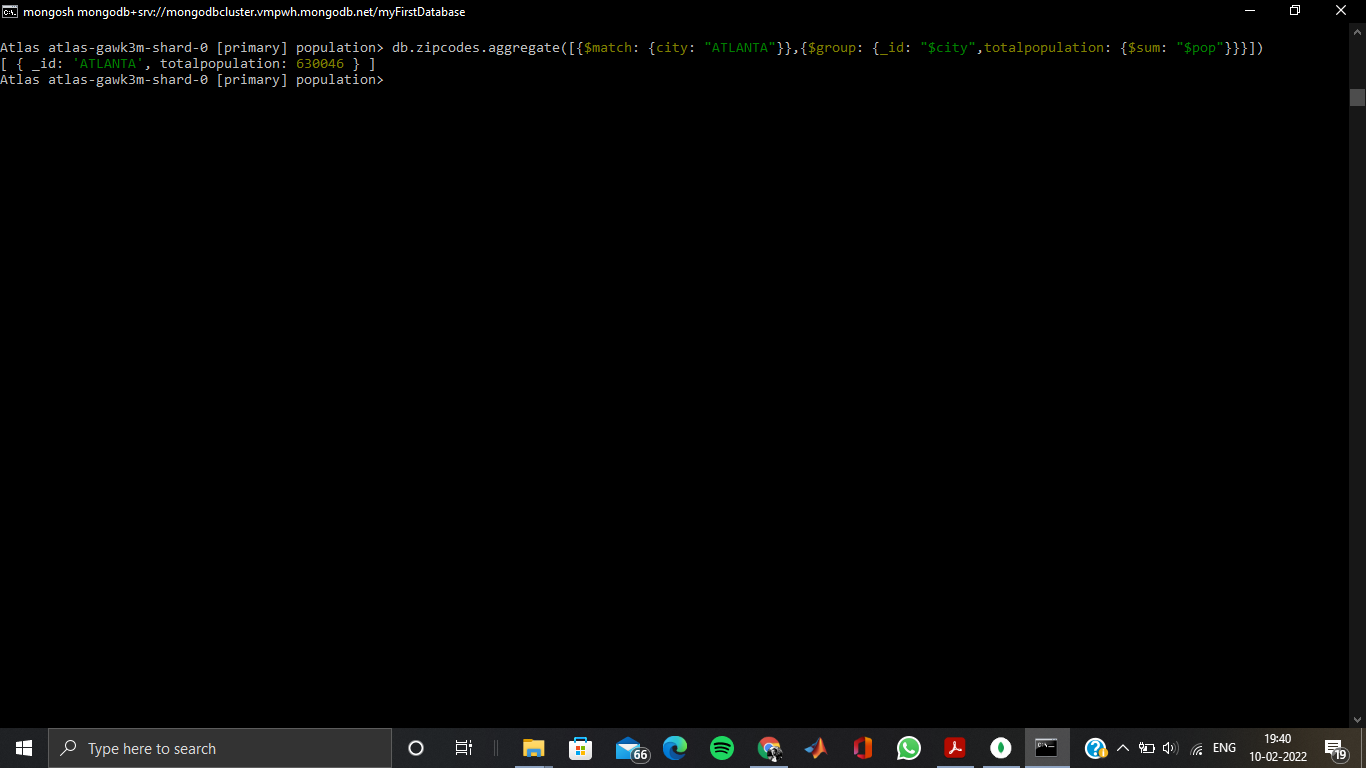 mongosh mongodb+srv://mongodbcluster.vmpwh.mongodb.net/myFirstDatabase
Atlas atlas-gawk3m-shard-0 [primary] population> db.zipcodes.aggregate([{$match: {city: "ATLANTA"}},{$group: {_id: "$city",totalpopulation: {$sum: "$pop"}}}])
[ { _id: 'ATLANTA', totalpopulation: 630046 } ]
Atlas atlas-gawk3m-shard-0 [primary] population>
Type here to search
66
ENG
19:40
10-02-2022
19